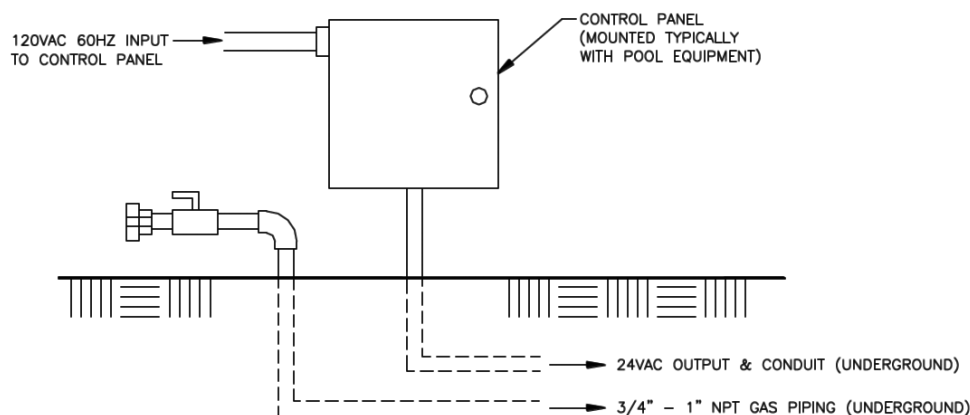 120VAC 60HZ INPUT
TO CONTROL PANEL
CONTROL PANEL
(MOUNTED TYPICALLY
WITH POOL EQUIPMENT)
24VAC OUTPUT & CONDUIT (UNDERGROUND)
3/4" - 1" NPT GAS PIPING (UNDERGROUND)